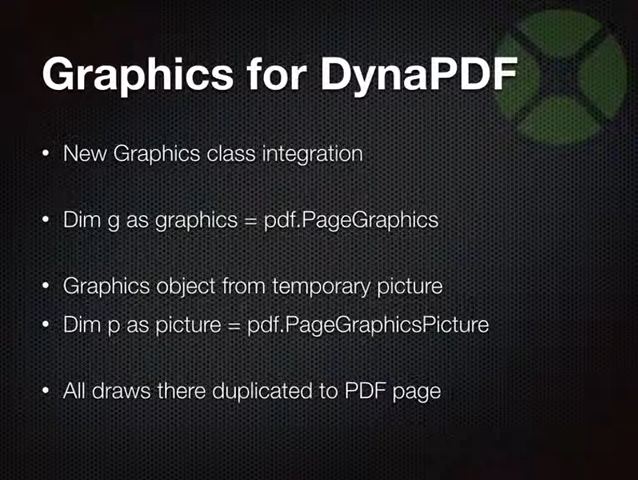 Graphics for DynaPDF
• New Graphics class integration
• Dim g as graphics = pdf.PageGraphics
• Graphics object from temporary picture
• Dim p as picture = pdf.PageGraphicsPicture
• All draws there duplicated to PDF page